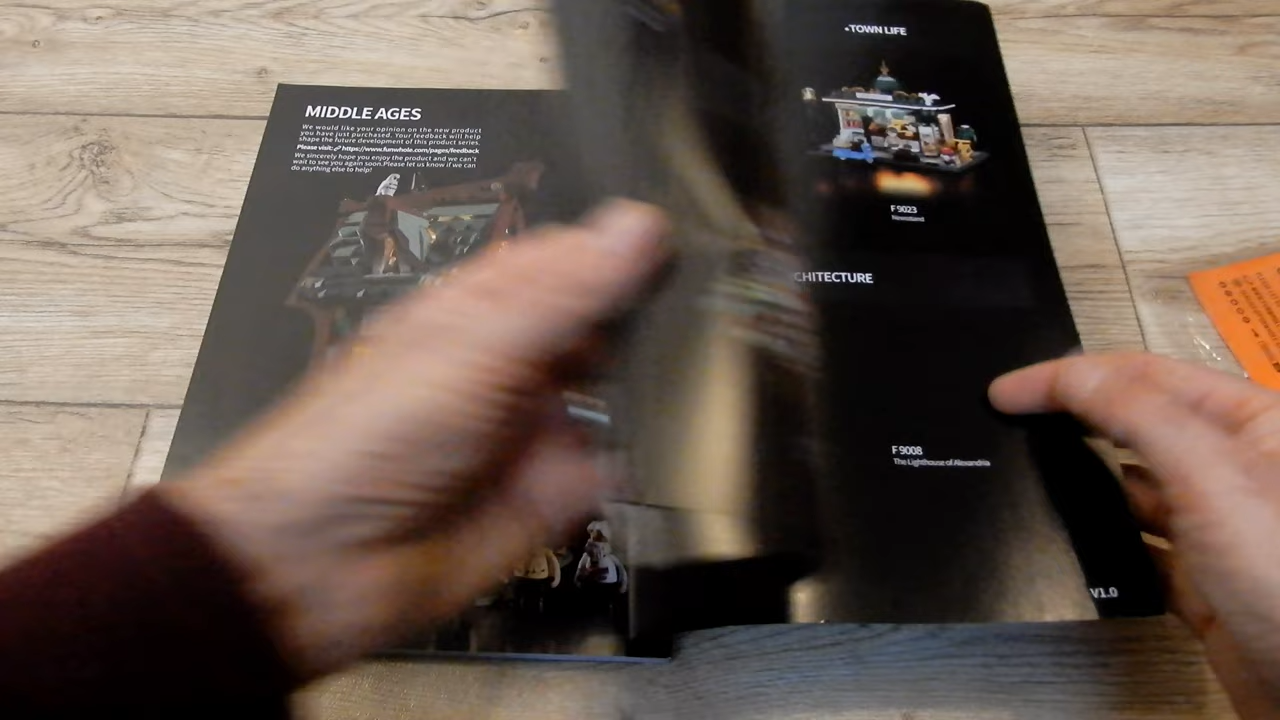 MIDDLE AGES
We would like your opinion on the new product
you have just purchased. Your feedback will help
shape the future development of this product series.
Please visit: https://www.funwhole.com/pages/feedback
We sincerely hope you enjoy the product and we can't
wait to see you again soon.Please let us know if we can
do anything else to help!
•TOWN LIFE
F9023
Newsstand
CHITECTURE
F9008
The Lighthouse of Alexandria
V1.0